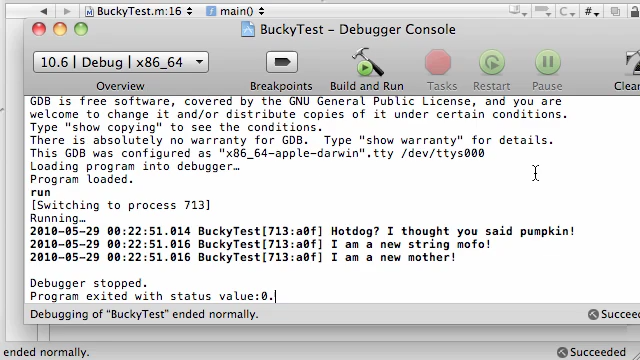 BuckyTest.m:16 main() #
BuckyTest – Debugger Console
10.6 | Debug | x86_64
Overview Breakpoints Build and Run Tasks Restart Pause
GDB is free software, covered by the GNU General Public License, and you are
welcome to change it and/or distribute copies of it under certain conditions.
Type "show copying" to see the conditions.
There is absolutely no warranty for GDB.  Type "show warranty" for details.
This GDB was configured as "x86_64-apple-darwin".tty /dev/ttys000
Loading program into debugger…
Program loaded.
run
[Switching to process 713]
Running…
2010-05-29 00:22:51.014 BuckyTest[713:a0f] Hotdog? I thought you said pumpkin!
2010-05-29 00:22:51.016 BuckyTest[713:a0f] I am a new string mofo!
2010-05-29 00:22:51.016 BuckyTest[713:a0f] I am a new mother!
Debugger stopped.
Program exited with status value:0.
Debugging of "BuckyTest" ended normally. Succeed
ended normally. Succeeded